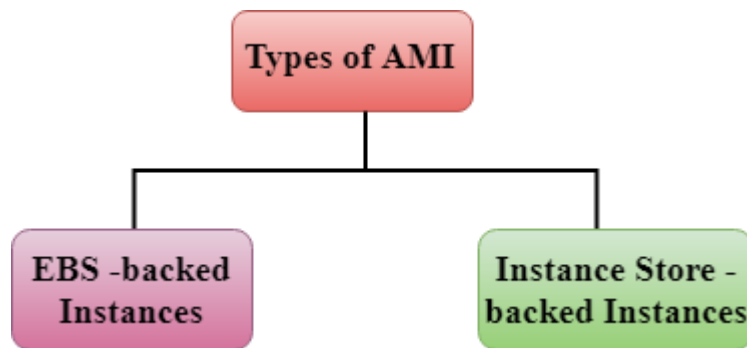 Types of AMI
EBS -backed
Instances
Instance Store -
backed Instances